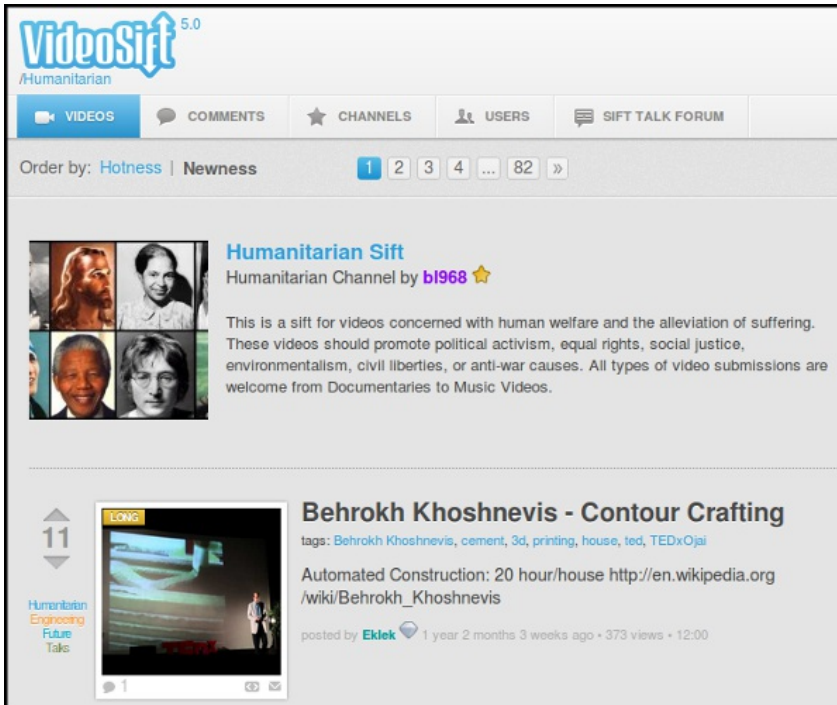 VideoSift 5.0
/Humanitarian
VIDEOS COMMENTS CHANNELS USERS SIFT TALK FORUM
Order by: Hotness | Newness 1 2 3 4 ... 82 »
Humanitarian Sift
Humanitarian Channel by bl968
This is a sift for videos concerned with human welfare and the alleviation of suffering.
These videos should promote political activism, equal rights, social justice,
environmentalism, civil liberties, or anti-war causes. All types of video submissions are
welcome from Documentaries to Music Videos.
11
Humanitarian
Engineering
Future
Talks
LONG
TEDx
1
Behrokh Khoshnevis - Contour Crafting
tags: Behrokh Khoshnevis, cement, 3d, printing, house, ted, TEDxOjai
Automated Construction: 20 hour/house http://en.wikipedia.org
/wiki/Behrokh_Khoshnevis
posted by Eklek 1 year 2 months 3 weeks ago • 373 views • 12:00